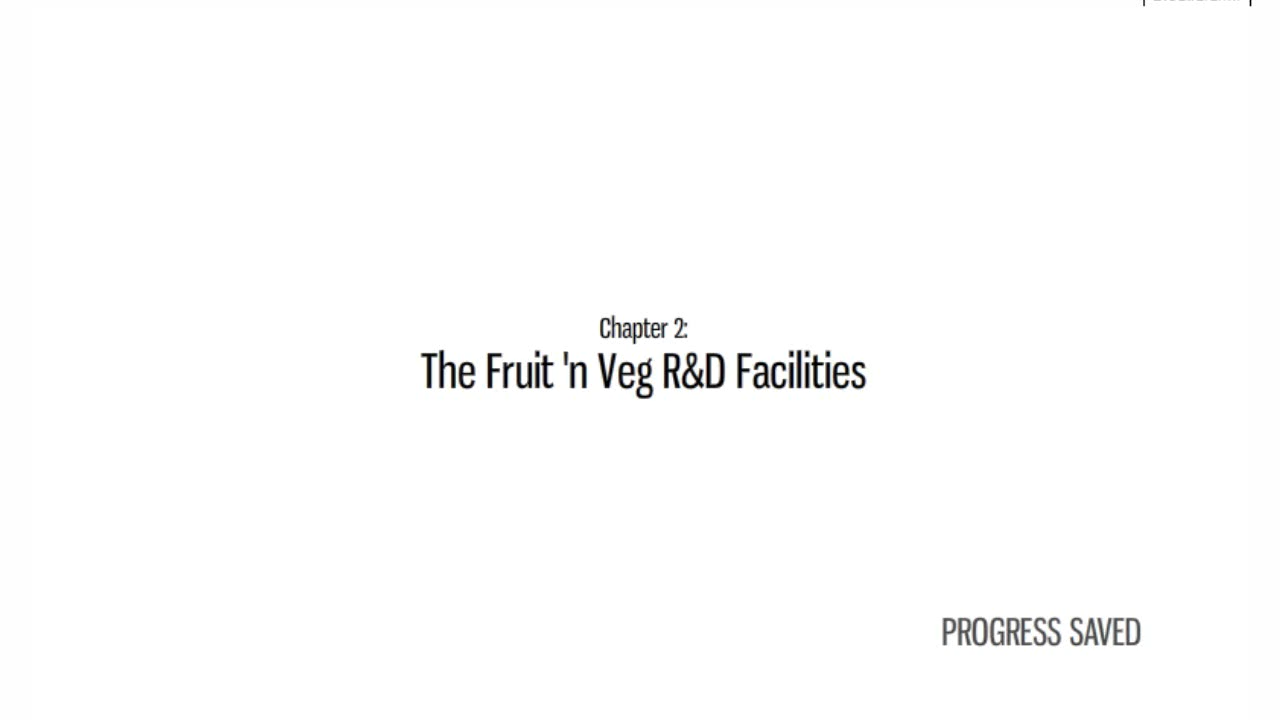 Chapter 2:
The Fruit 'n Veg R&D Facilities
PROGRESS SAVED